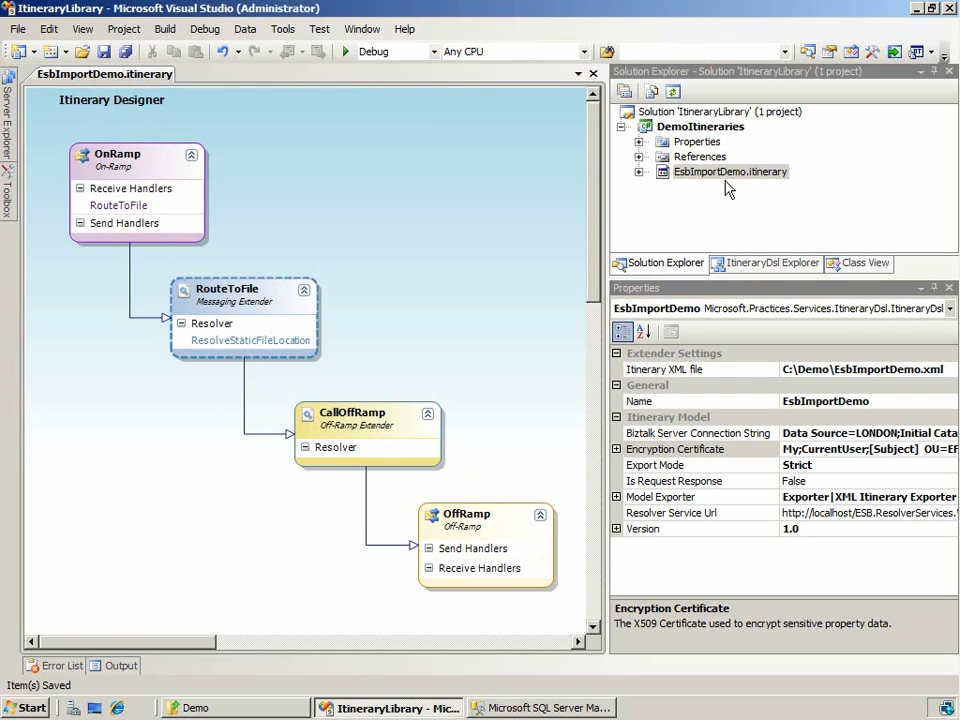 ItineraryLibrary - Microsoft Visual Studio (Administrator)
File Edit View Project Build Debug Data Tools Test Window Help
Debug Any CPU
EsbImportDemo.itinerary
Server Explorer
Toolbox
Itinerary Designer
OnRamp
On-Ramp
Receive Handlers
RouteToFile
Send Handlers
RouteToFile
Messaging Extender
Resolver
ResolveStaticFileLocation
CallOffRamp
Off-Ramp Extender
Resolver
OffRamp
Off-Ramp
Send Handlers
Receive Handlers
Solution Explorer - Solution 'ItineraryLibrary' (1 project)
Solution 'ItineraryLibrary' (1 project)
DemoItineraries
Properties
References
EsbImportDemo.itinerary
Solution Explorer ItineraryDsl Explorer Class View
Properties
EsbImportDemo Microsoft.Practices.Services.ItineraryDsl.ItineraryDsl
Extender Settings
Itinerary XML file C:\Demo\EsbImportDemo.xml
General
Name EsbImportDemo
Itinerary Model
Biztalk Server Connection String Data Source=LONDON;Initial Cata
Encryption Certificate My;CurrentUser;[Subject] OU=EF
Export Mode Strict
Is Request Response False
Model Exporter Exporter|XML Itinerary Exporter
Resolver Service Url http://localhost/ESB.ResolverServices.
Version 1.0
Encryption Certificate
The X509 Certificate used to encrypt sensitive property data.
Error List Output
Item(s) Saved
Start Demo ItineraryLibrary - Mic... Microsoft SQL Server Ma...